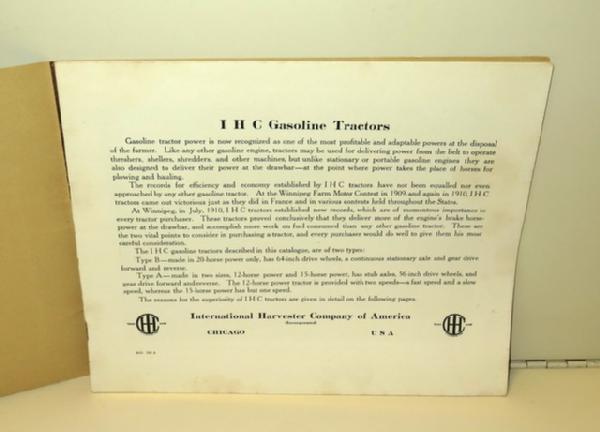 I H C Gasoline Tractors
Gasoline tractor power is now recognized as one of the most profitable and adaptable powers at the disposal
of the farmer. Like any other gasoline engine, tractors may be used for delivering power from the belt to operate
threshers, shellers, shredders, and other machines, but unlike stationary or portable gasoline engines they are
also designed to deliver their power at the drawbar—at the point where power takes the place of horses for
plowing and hauling.
The records for efficiency and economy established by I H C tractors have not been equalled nor even
approached by any other gasoline tractor. At the Winnipeg Farm Motor Contest in 1909 and again in 1910, I H C
tractors came out victorious just as they did in France and in various contests held throughout the States.
At Winnipeg, in July, 1910, I H C tractors established new records, which are of momentous importance to
every tractor purchaser. These tractors proved conclusively that they deliver more of the engine's brake horse-
power at the drawbar, and accomplish more work on fuel consumed than any other gasoline tractor. These are
the two vital points to consider in purchasing a tractor, and every purchaser would do well to give them his most
careful consideration.
The I H C gasoline tractors described in this catalogue, are of two types:
Type B—made in 20-horse power only, has 64-inch drive wheels, a continuous stationary axle and gear drive
forward and reverse.
Type A—made in two sizes, 12-horse power and 15-horse power, has stub axles, 56-inch drive wheels, and
gear drive forward and reverse. The 12-horse power tractor is provided with two speeds—a fast speed and a slow
speed, whereas the 15-horse power has but one speed.
The reasons for the superiority of I H C tractors are given in detail on the following pages.
IHC International Harvester Company of America IHC
Incorporated
CHICAGO U S A